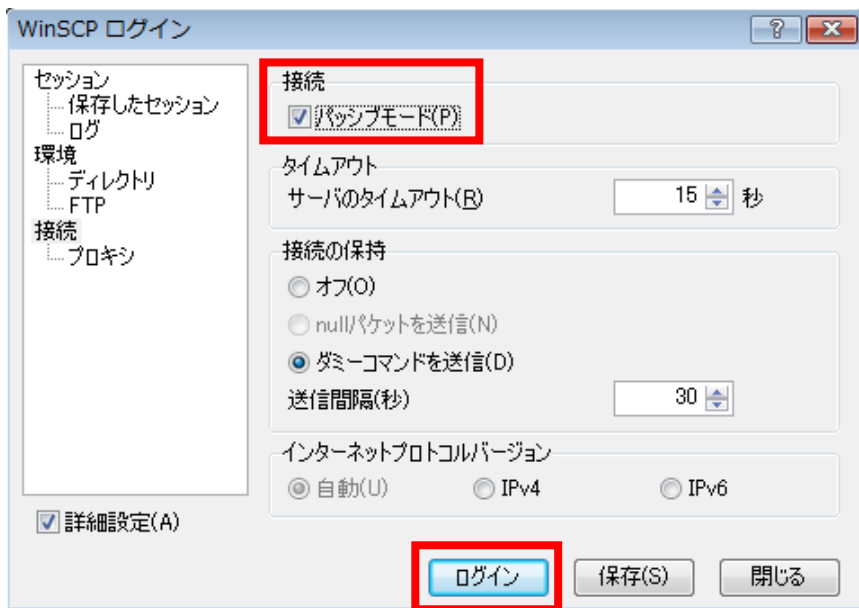 WinSCP ログイン
セッション
保存したセッション
ログ
環境
ディレクトリ
FTP
接続
プロキシ
詳細設定(A)
接続
パッシブモード(P)
タイムアウト
サーバのタイムアウト(R) 15 秒
接続の保持
オフ(O)
nullパケットを送信(N)
ダミーコマンドを送信(D)
送信間隔(秒) 30
インターネットプロトコルバージョン
自動(U) IPv4 IPv6
ログイン 保存(S) 閉じる